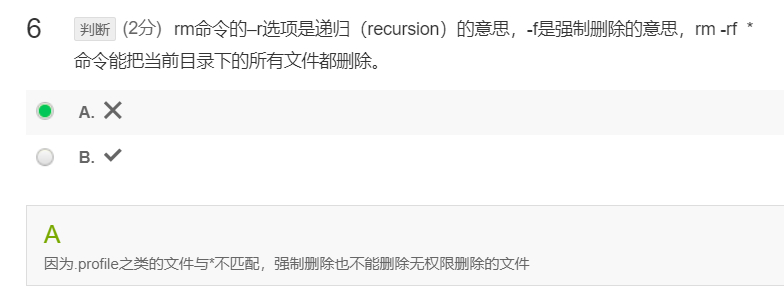 6 判断 (2分) rm命令的–r选项是递归（recursion）的意思，-f是强制删除的意思，rm -rf *
命令能把当前目录下的所有文件都删除。
A. ✕
B. ✓
A
因为.profile之类的文件与*不匹配，强制删除也不能删除无权限删除的文件